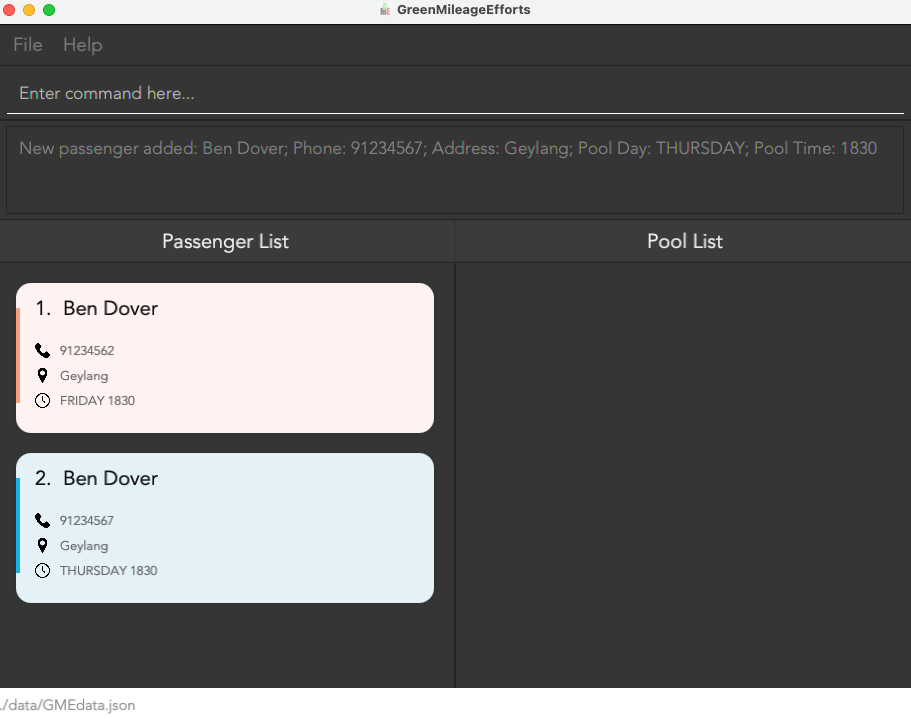 GreenMileageEfforts
File Help
Enter command here...
New passenger added: Ben Dover; Phone: 91234567; Address: Geylang; Pool Day: THURSDAY; Pool Time: 1830
Passenger List
Pool List
1. Ben Dover
91234562
Geylang
FRIDAY 1830
2. Ben Dover
91234567
Geylang
THURSDAY 1830
./data/GMEdata.json